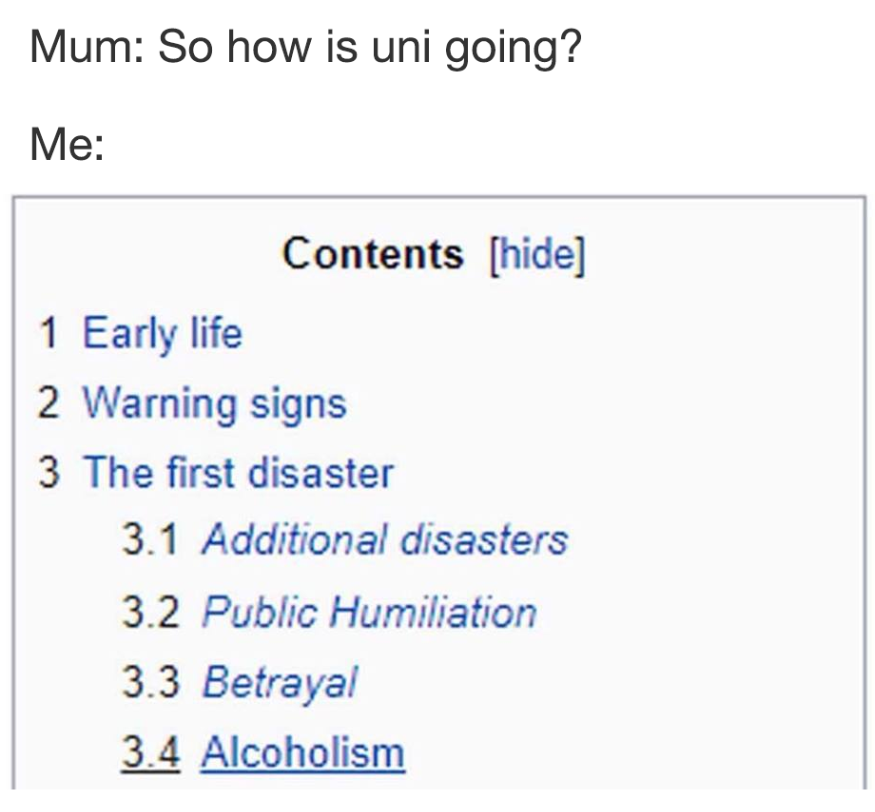 Mum: So how is uni going?
Me:
Contents [hide]
1 Early life
2 Warning signs
3 The first disaster
3.1 Additional disasters
3.2 Public Humiliation
3.3 Betrayal
3.4 Alcoholism